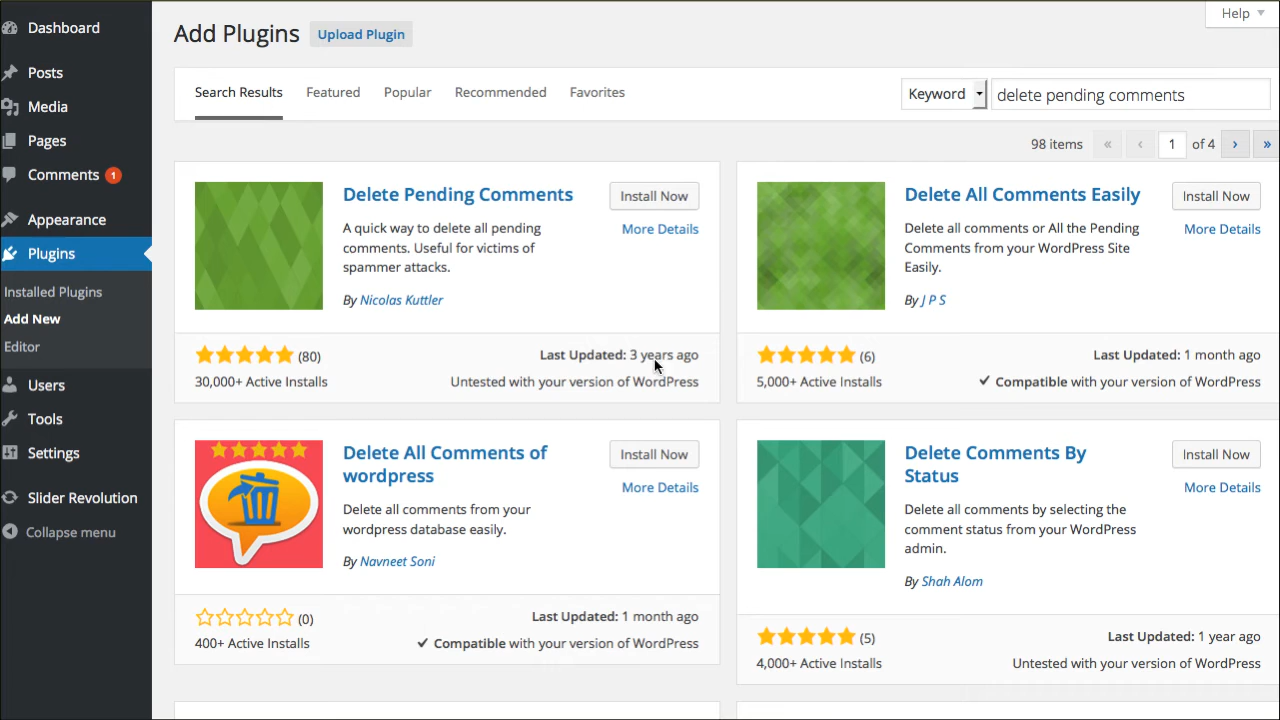 Dashboard
Posts
Media
Pages
Comments 1
Appearance
Plugins
Installed Plugins
Add New
Editor
Users
Tools
Settings
Slider Revolution
Collapse menu
Help
Add Plugins Upload Plugin
Search Results Featured Popular Recommended Favorites Keyword delete pending comments
98 items « ‹ 1 of 4 › »
Delete Pending Comments
Install Now
More Details
A quick way to delete all pending
comments. Useful for victims of
spammer attacks.
By Nicolas Kuttler
(80)
Last Updated: 3 years ago
30,000+ Active Installs
Untested with your version of WordPress
Delete All Comments Easily
Install Now
More Details
Delete all comments or All the Pending
Comments from your WordPress Site
Easily.
By J P S
(6)
Last Updated: 1 month ago
5,000+ Active Installs
✓ Compatible with your version of WordPress
Delete All Comments of
wordpress
Install Now
More Details
Delete all comments from your
wordpress database easily.
By Navneet Soni
(0)
Last Updated: 1 month ago
400+ Active Installs
✓ Compatible with your version of WordPress
Delete Comments By
Status
Install Now
More Details
Delete all comments by selecting the
comment status from your WordPress
admin.
By Shah Alom
(5)
Last Updated: 1 year ago
4,000+ Active Installs
Untested with your version of WordPress